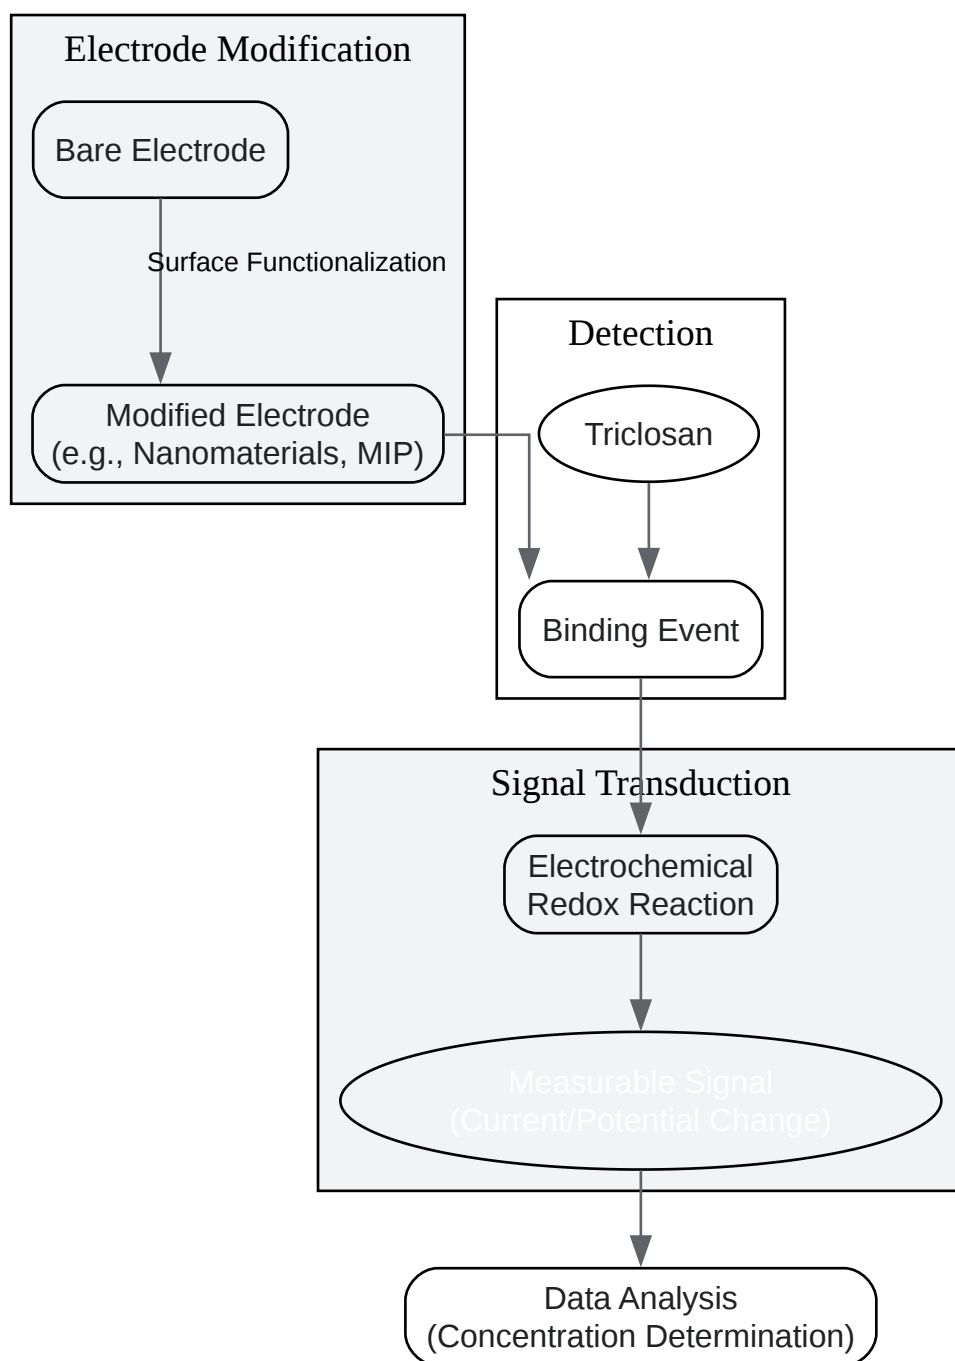 Electrode Modification
Bare Electrode
Surface Functionalization
Modified Electrode
(e.g., Nanomaterials, MIP)
Detection
Triclosan
Binding Event
Signal Transduction
Electrochemical
Redox Reaction
Measurable Signal
(Current/Potential Change)
Data Analysis
(Concentration Determination)